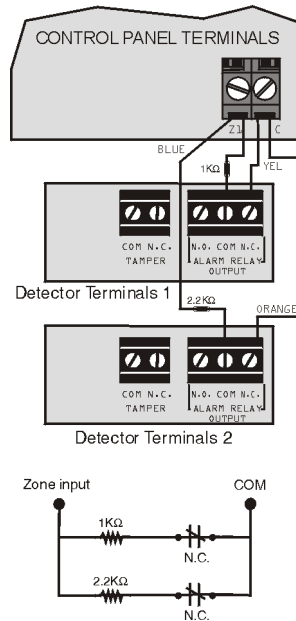 CONTROL PANEL TERMINALS
Z1 C
BLUE
1KΩ
YEL
COM N.C.
TAMPER
N.O. COM N.C.
ALARM RELAY
OUTPUT
Detector Terminals 1
2.2KΩ
ORANGE
COM N.C.
TAMPER
N.O. COM N.C.
ALARM RELAY
OUTPUT
Detector Terminals 2
Zone input COM
1KΩ
N.C.
2.2KΩ
N.C.